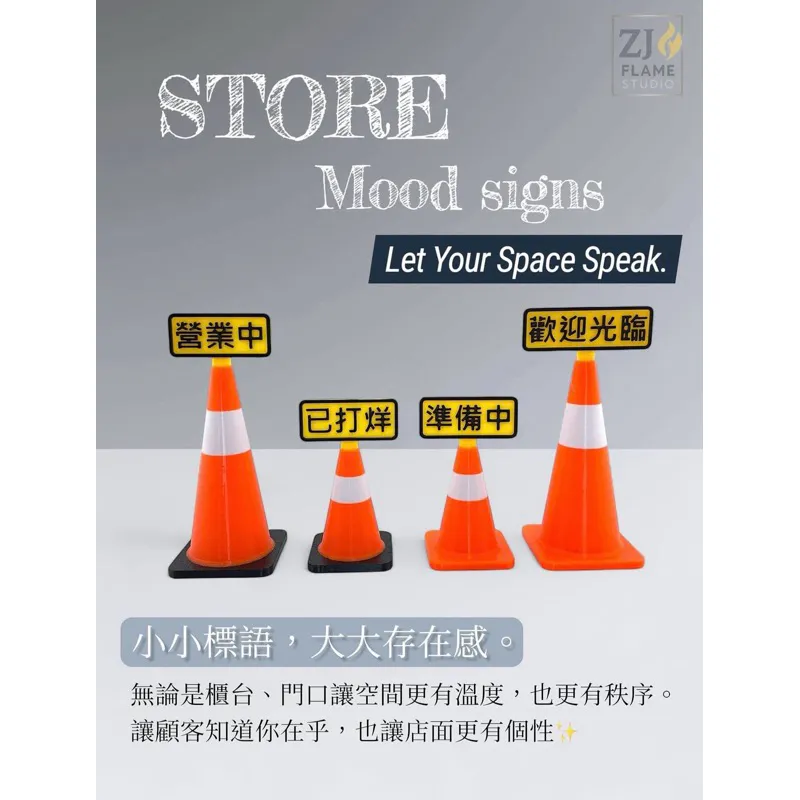 ZJ
FLAME
STUDIO
STORE
Mood signs
Let Your Space Speak.
營業中
已打烊
準備中
歡迎光臨
小小標語，大大存在感。
無論是櫃台、門口讓空間更有溫度，也更有秩序。
讓顧客知道你在乎，也讓店面更有個性✨